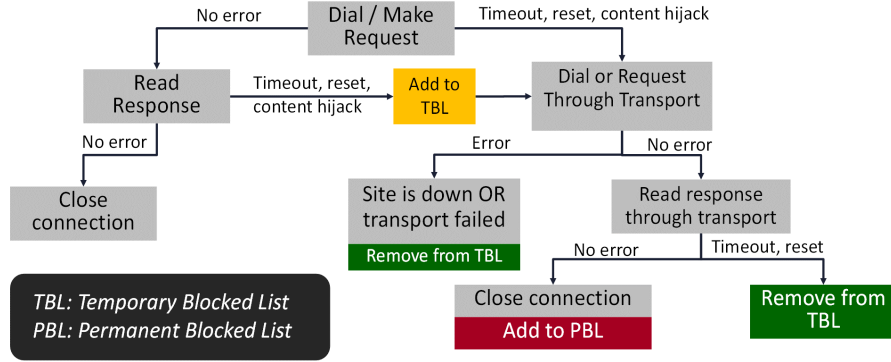 No error
Dial / Make
Request
Timeout, reset, content hijack
Read
Response
Timeout, reset,
content hijack
Add to
TBL
Dial or Request
Through Transport
No error
Error
No error
Close
connection
Site is down OR
transport failed
Remove from TBL
Read response
through transport
No error
Timeout, reset
Close connection
Add to PBL
Remove from
TBL
TBL: Temporary Blocked List
PBL: Permanent Blocked List